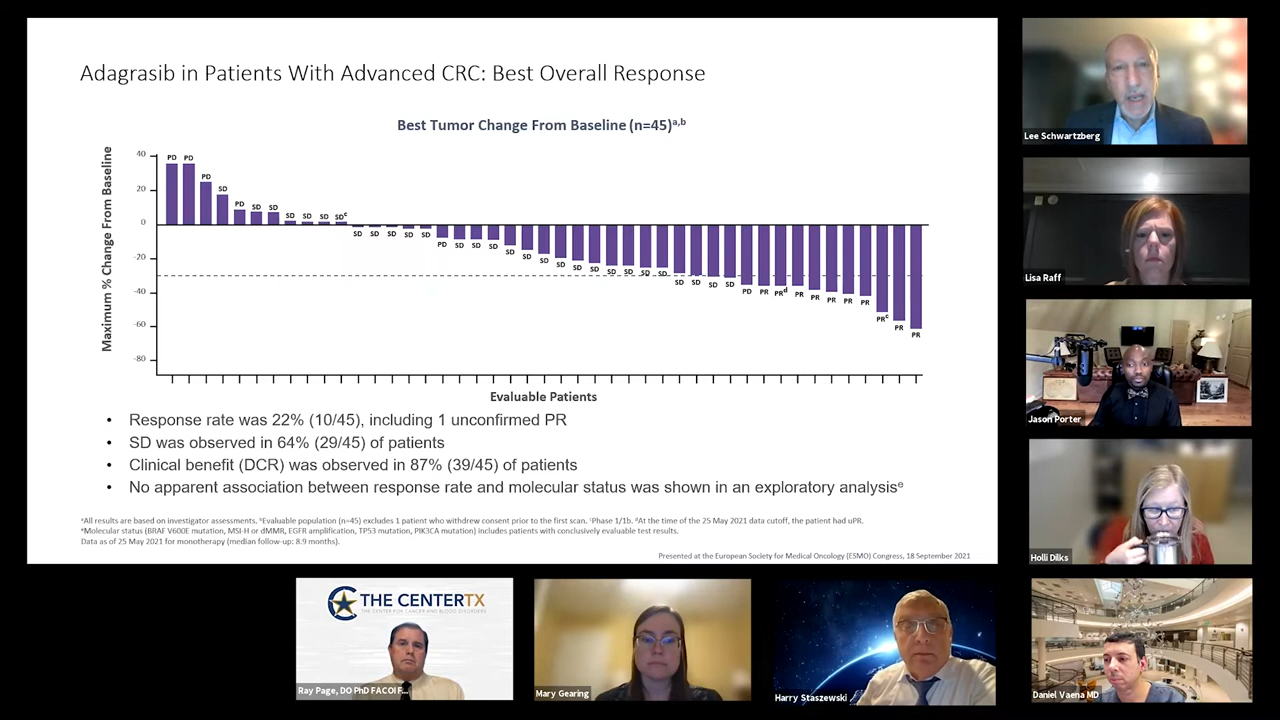 Adagrasib in Patients With Advanced CRC: Best Overall Response
Best Tumor Change From Baseline (n=45)a,b
Maximum % Change From Baseline
40
20
0
-20
-40
-60
-80
PD PD PD SD PD SD SD SD SD SD SDc SD SD SD SD SD PD SD SD SD SD SD SD SD SD SD SD SD SD SD SD SD SD SD PD PR PRd PR PR PR PR PR PRc PR PR
Evaluable Patients
• Response rate was 22% (10/45), including 1 unconfirmed PR
• SD was observed in 64% (29/45) of patients
• Clinical benefit (DCR) was observed in 87% (39/45) of patients
• No apparent association between response rate and molecular status was shown in an exploratory analysise
aAll results are based on investigator assessments. bEvaluable population (n=45) excludes 1 patient who withdrew consent prior to the first scan. cPhase 1/1b. dAt the time of the 25 May 2021 data cutoff, the patient had uPR.
eMolecular status (BRAF V600E mutation, MSI-H or dMMR, EGFR amplification, TP53 mutation, PIK3CA mutation) includes patients with conclusively evaluable test results.
Data as of 25 May 2021 for monotherapy (median follow-up: 8.9 months).
Presented at the European Society for Medical Oncology (ESMO) Congress, 18 September 2021
Lee Schwartzberg
Lisa Raff
Jason Porter
Holli Dilks
THE CENTERTX
THE CENTER FOR CANCER AND BLOOD DISORDERS
Ray Page, DO PhD FACOI F...
Mary Gearing
Harry Staszewski
Daniel Vaena MD